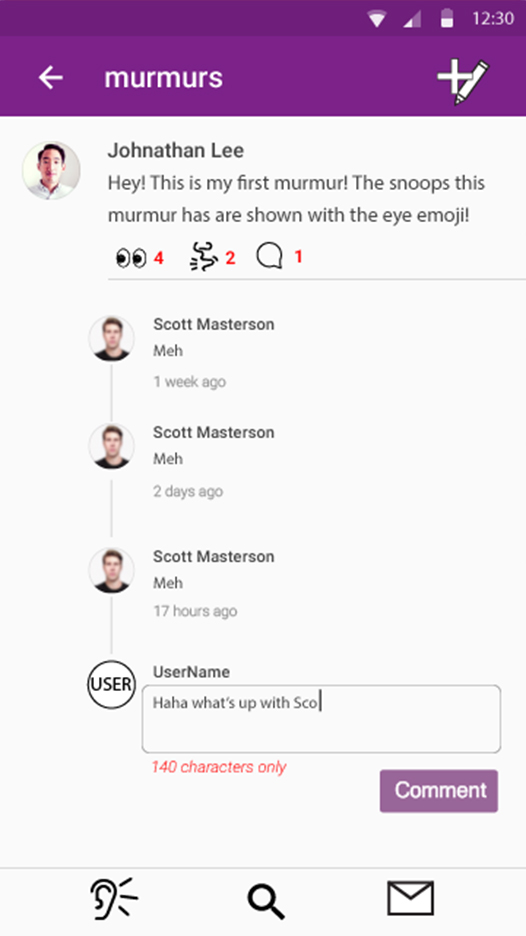 12:30
murmurs
Johnathan Lee
Hey! This is my first murmur! The snoops this
murmur has are shown with the eye emoji!
4 2 1
Scott Masterson
Meh
1 week ago
Scott Masterson
Meh
2 days ago
Scott Masterson
Meh
17 hours ago
USER
UserName
Haha what's up with Sco
140 characters only
Comment